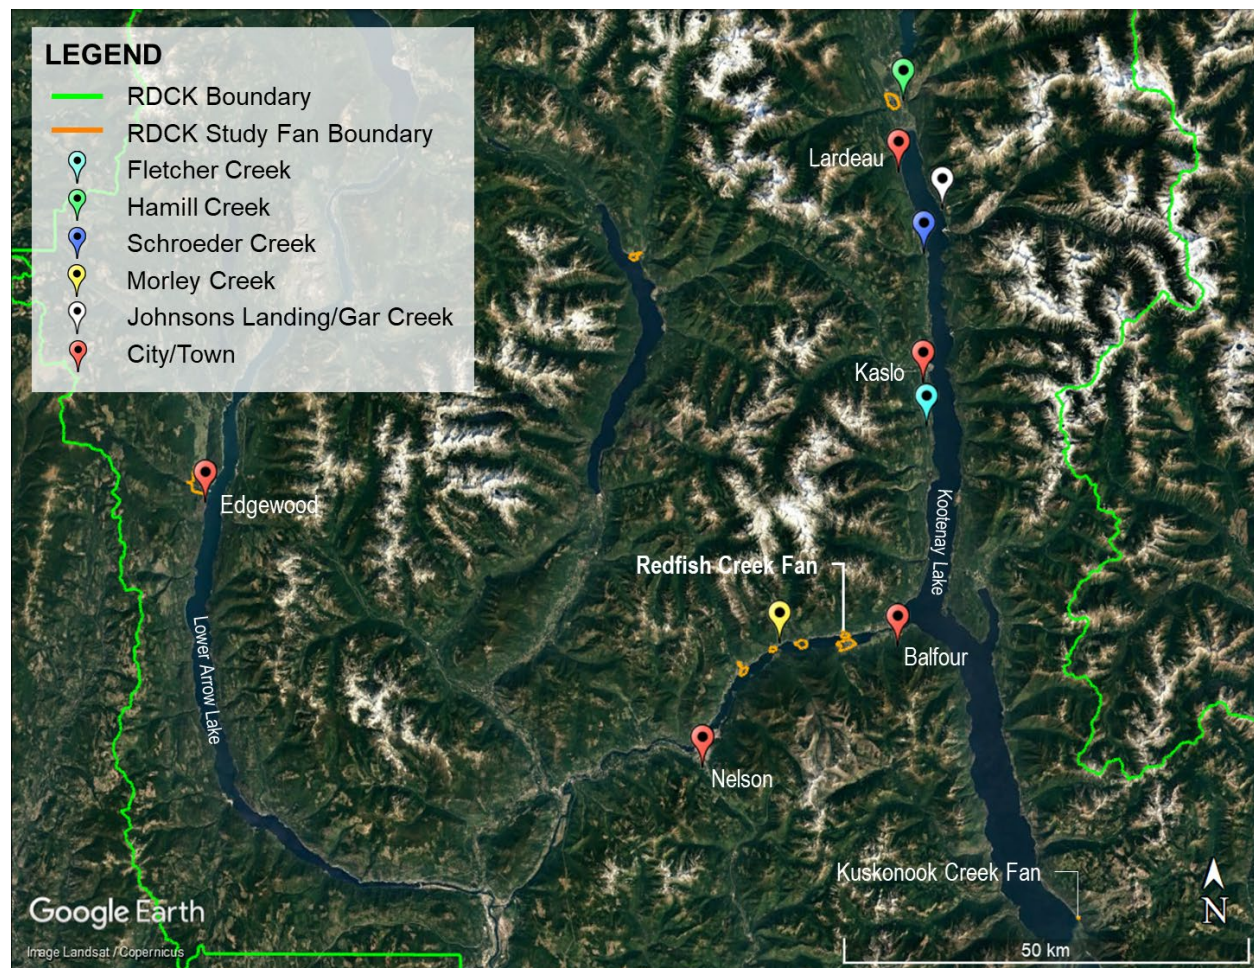 LEGEND
RDCK Boundary
RDCK Study Fan Boundary
Fletcher Creek
Hamill Creek
Schroeder Creek
Morley Creek
Johnsons Landing/Gar Creek
City/Town
Lardeau
Kaslo
Edgewood
Kootenay Lake
Redfish Creek Fan
Lower Arrow Lake
Balfour
Nelson
Kuskonook Creek Fan
Google Earth
N
Image Landsat / Copernicus
50 km